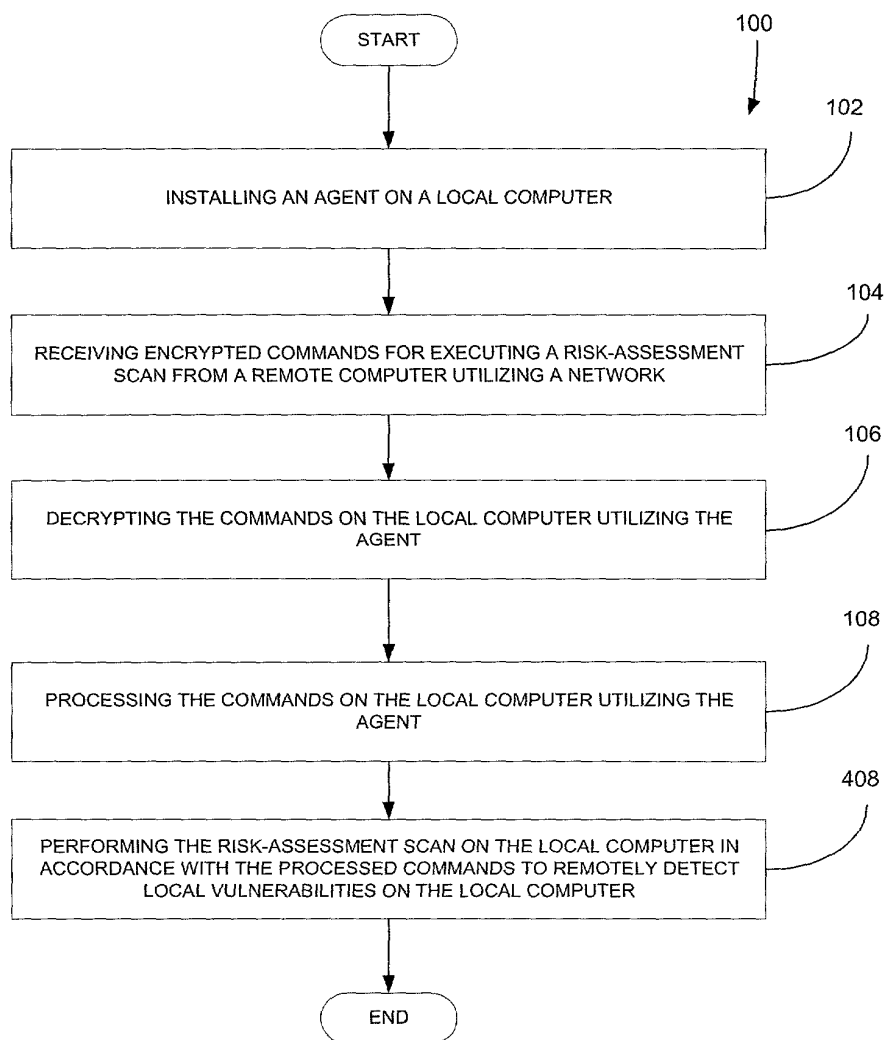 START
100
102
INSTALLING AN AGENT ON A LOCAL COMPUTER
104
RECEIVING ENCRYPTED COMMANDS FOR EXECUTING A RISK-ASSESSMENT
SCAN FROM A REMOTE COMPUTER UTILIZING A NETWORK
106
DECRYPTING THE COMMANDS ON THE LOCAL COMPUTER UTILIZING THE
AGENT
108
PROCESSING THE COMMANDS ON THE LOCAL COMPUTER UTILIZING THE
AGENT
408
PERFORMING THE RISK-ASSESSMENT SCAN ON THE LOCAL COMPUTER IN
ACCORDANCE WITH THE PROCESSED COMMANDS TO REMOTELY DETECT
LOCAL VULNERABILITIES ON THE LOCAL COMPUTER
END